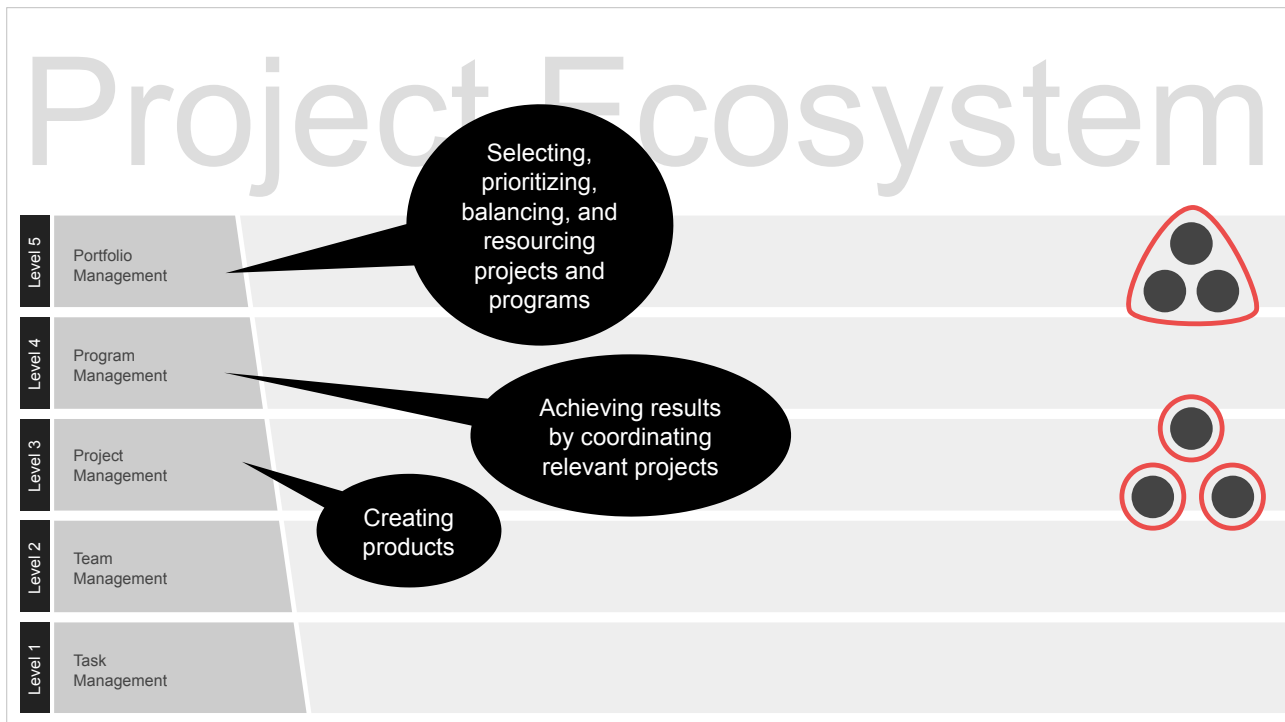 Project Ecosystem
Selecting,
prioritizing,
balancing, and
resourcing
projects and
programs
Level 5
Portfolio
Management
Level 4
Program
Management
Achieving results
by coordinating
relevant projects
Level 3
Project
Management
Creating
products
Level 2
Team
Management
Level 1
Task
Management